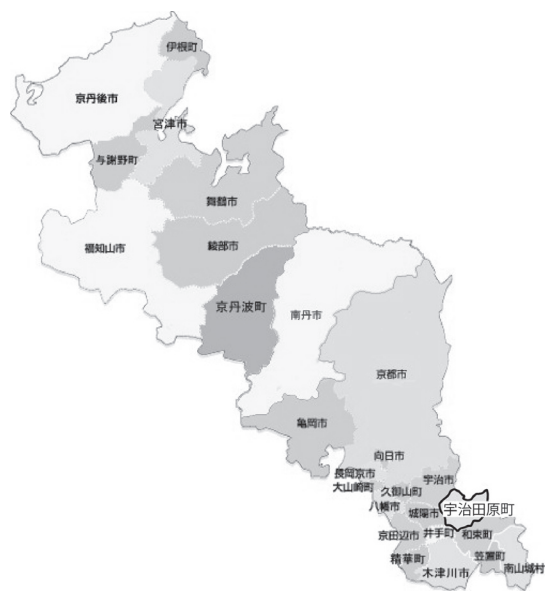 伊根町
京丹後市
宮津市
与謝野町
舞鶴市
綾部市
福知山市
京丹波町
南丹市
京都市
亀岡市
向日市
長岡京市
宇治市
大山崎町
久御山町
八幡市
城陽市
宇治田原町
京田辺市
井手町
和束町
精華町
笠置町
木津川市
南山城村